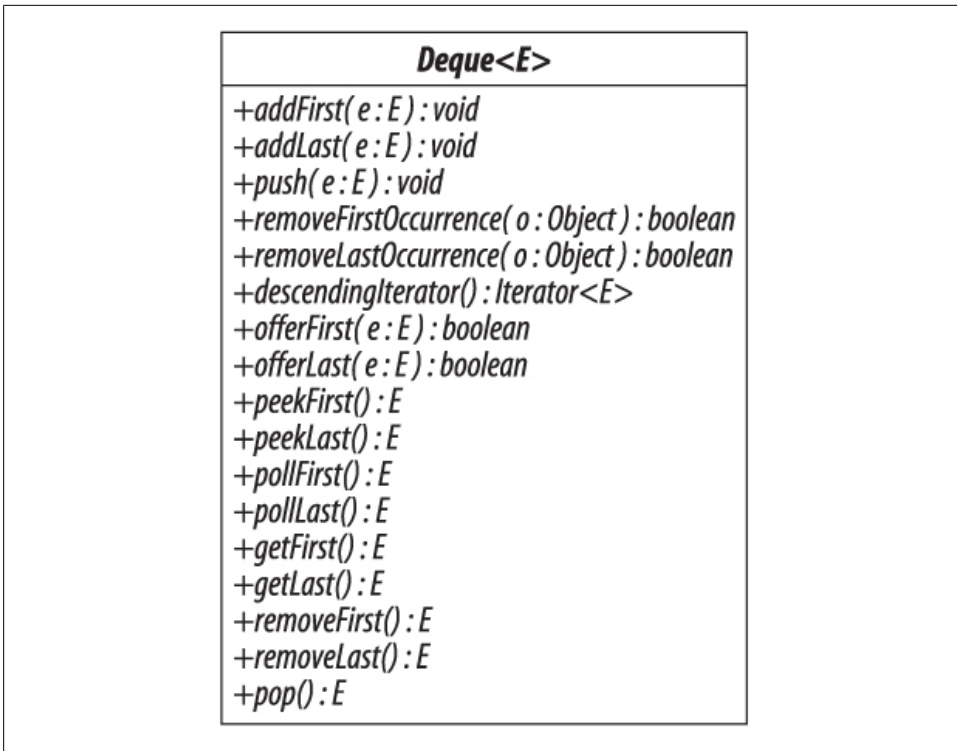 Deque<E>
+addFirst( e : E ) : void
+addLast( e : E ) : void
+push( e : E ) : void
+removeFirstOccurrence( o : Object ) : boolean
+removeLastOccurrence( o : Object ) : boolean
+descendingIterator() : Iterator<E>
+offerFirst( e : E ) : boolean
+offerLast( e : E ) : boolean
+peekFirst() : E
+peekLast() : E
+pollFirst() : E
+pollLast() : E
+getFirst() : E
+getLast() : E
+removeFirst() : E
+removeLast() : E
+pop() : E